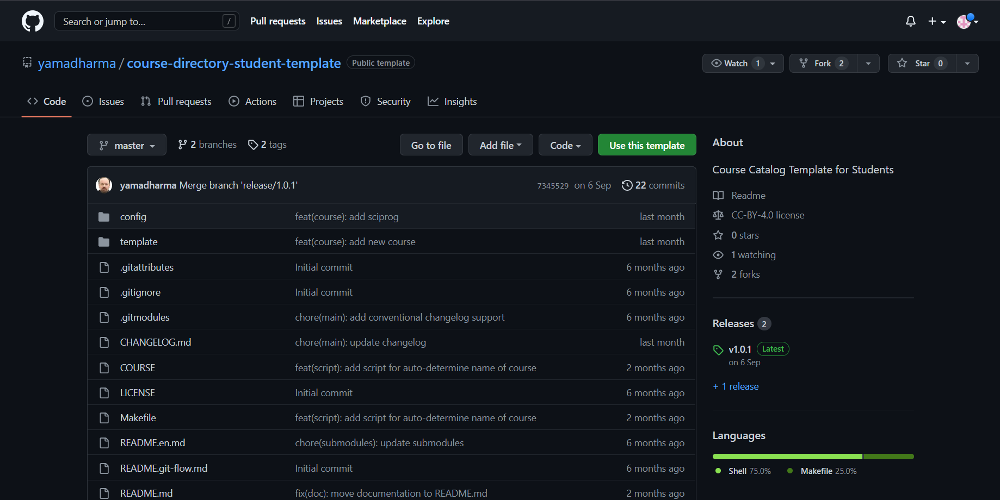 Search or jump to... /
Pull requests Issues Marketplace Explore
yamadharma / course-directory-student-template Public template
Watch 1 Fork 2 Star 0
Code Issues Pull requests Actions Projects Security Insights
master 2 branches 2 tags Go to file Add file Code Use this template
yamadharma Merge branch 'release/1.0.1' 7345529 on 6 Sep 22 commits
config feat(course): add sciprog last month
template feat(course): add new course last month
.gitattributes Initial commit 6 months ago
.gitignore Initial commit 6 months ago
.gitmodules chore(main): add conventional changelog support 6 months ago
CHANGELOG.md chore(main): update changelog last month
COURSE feat(script): add script for auto-determine name of course 2 months ago
LICENSE Initial commit 6 months ago
Makefile feat(script): add script for auto-determine name of course 2 months ago
README.en.md chore(submodules): update submodules 6 months ago
README.git-flow.md Initial commit 6 months ago
README.md fix(doc): move documentation to README.md 2 months ago
About
Course Catalog Template for Students
Readme
CC-BY-4.0 license
0 stars
1 watching
2 forks
Releases 2
v1.0.1 Latest
on 6 Sep
+ 1 release
Languages
Shell 75.0% Makefile 25.0%